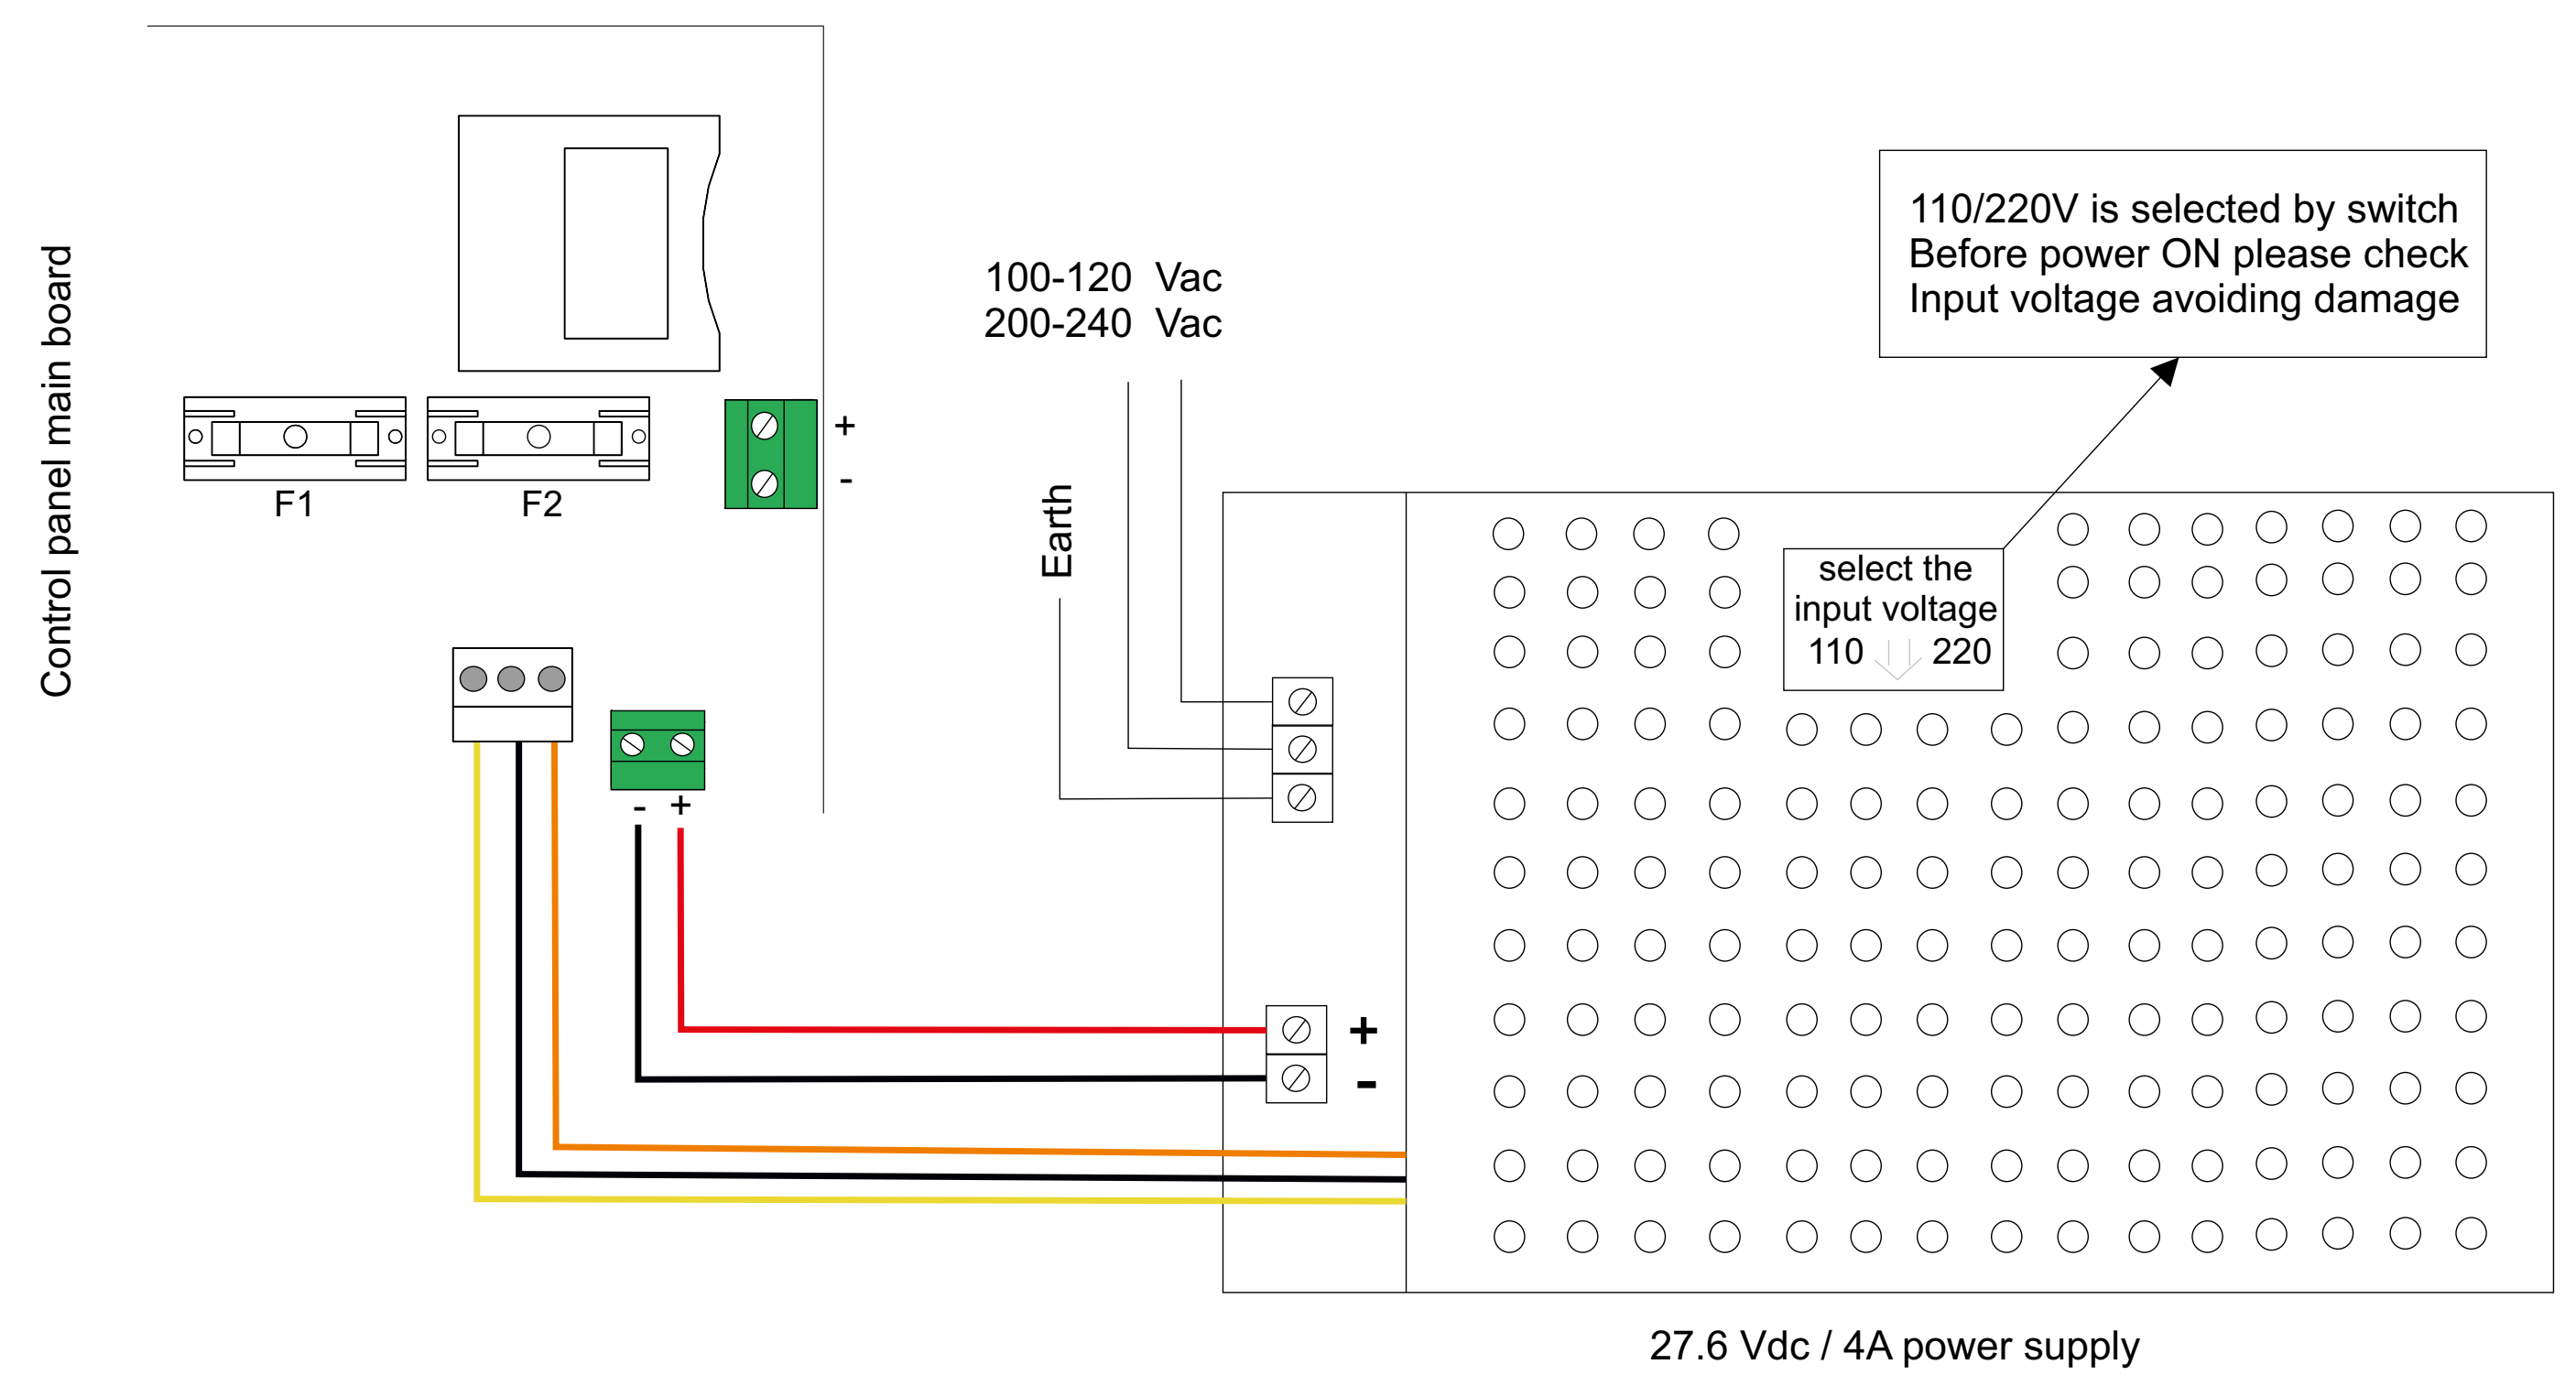 Control panel main board
F1
F2
+
-
- +
100-120 Vac
200-240 Vac
Earth
110/220V is selected by switch
Before power ON please check
Input voltage avoiding damage
select the
input voltage
110 220
+
-
27.6 Vdc / 4A power supply